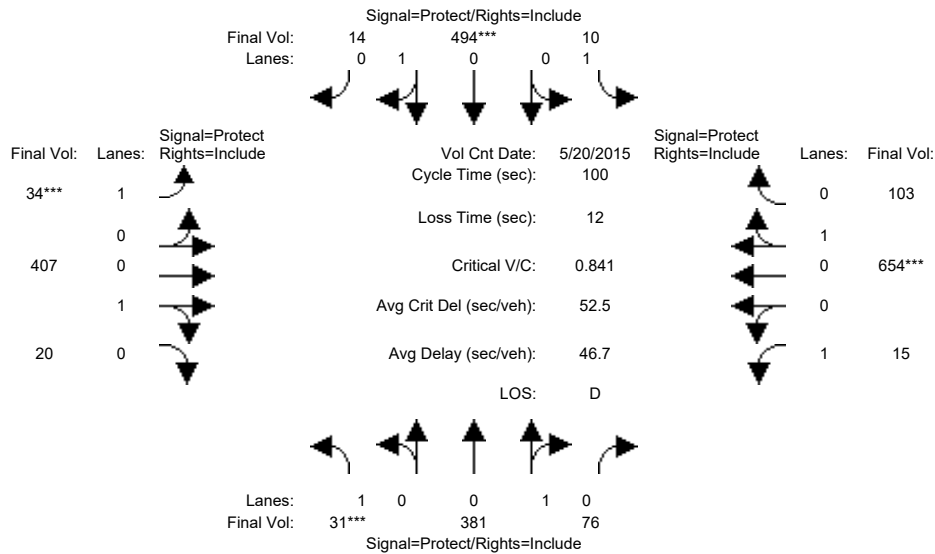 Signal=Protect/Rights=Include
Final Vol: 14 494*** 10
Lanes: 0 1 0 0 1
Signal=Protect
Final Vol: Lanes: Rights=Include
Vol Cnt Date: 5/20/2015
Signal=Protect
Rights=Include Lanes: Final Vol:
Cycle Time (sec): 100
34*** 1
0 103
Loss Time (sec): 12
0
1
407 0
Critical V/C: 0.841
0 654***
1
Avg Crit Del (sec/veh): 52.5
0
20 0
Avg Delay (sec/veh): 46.7
1 15
LOS: D
Lanes: 1 0 0 1 0
Final Vol: 31*** 381 76
Signal=Protect/Rights=Include